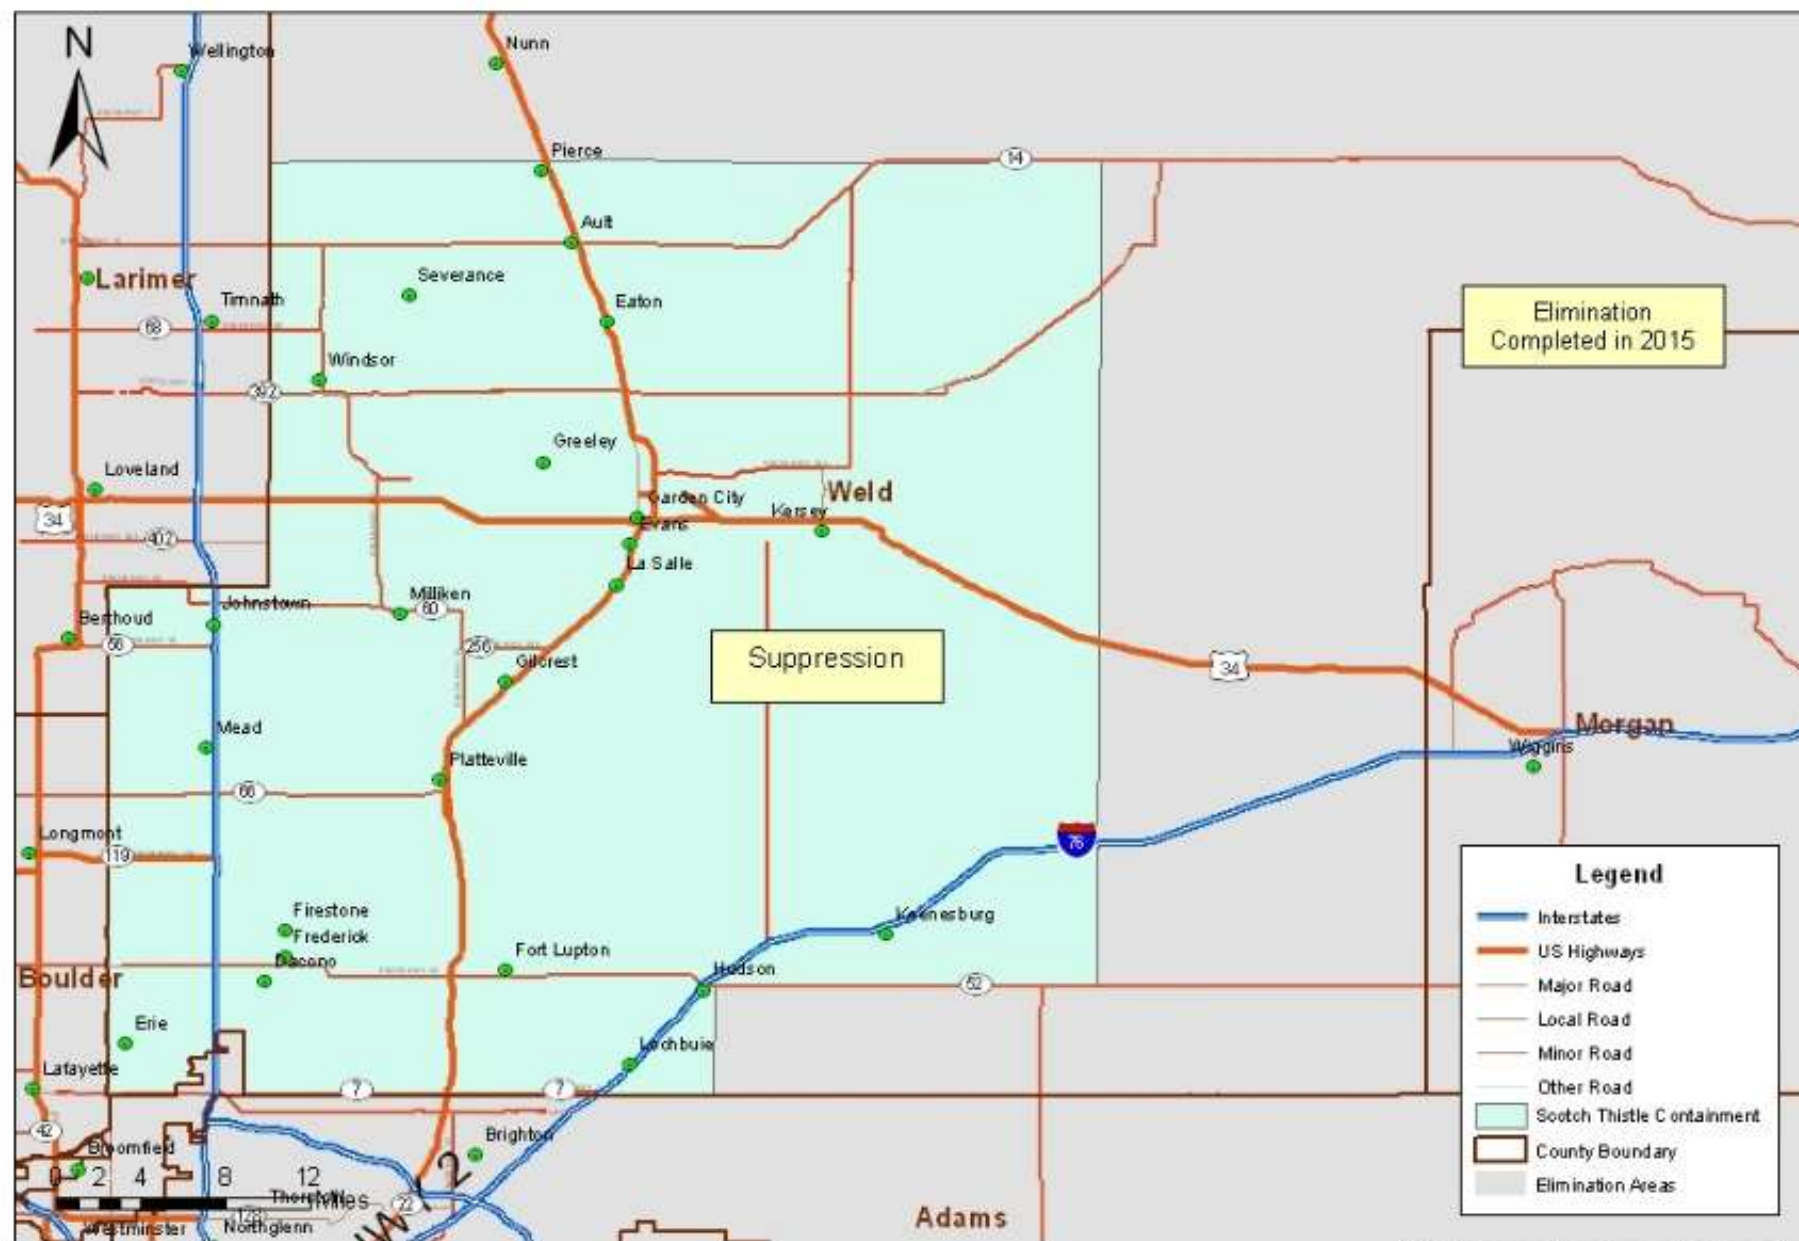 N
Wellington
Nunn
Pierce
14
Ault
Larimer
Severance
Timnath
Eaton
68
Windsor
392
Elimination
Completed in 2015
Greeley
Loveland
34
Garden City
Weld
Kersey
Evans
402
La Salle
Johnstown
Milliken
60
Berthoud
56
256
Gilcrest
Suppression
34
Mead
Morgan
Wiggins
Platteville
66
Longmont
119
76
Firestone
Frederick
Dacono
Fort Lupton
Keenesburg
Boulder
Hudson
52
Erie
Lochbuie
Lafayette
7
7
42
Broomfield
Brighton
0 2 4 8 12
Miles
Thornton
22
128
Westminster
Northglenn
Adams
Legend
Interstates
US Highways
Major Road
Local Road
Minor Road
Other Road
Scotch Thistle Containment
County Boundary
Elimination Areas